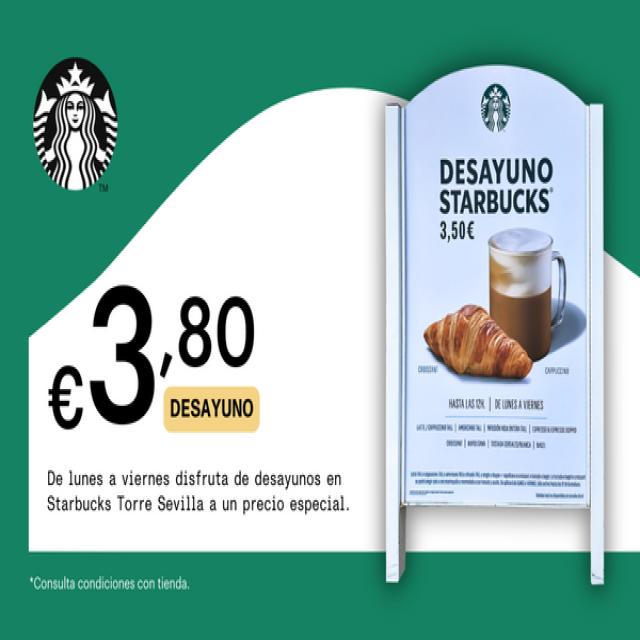 TM
€3,80
DESAYUNO
De lunes a viernes disfruta de desayunos en
Starbucks Torre Sevilla a un precio especial.
*Consulta condiciones con tienda.
DESAYUNO
STARBUCKS®
3,50€
CROISSANT
CAPPUCCINO
HASTA LAS 12H. | DE LUNES A VIERNES